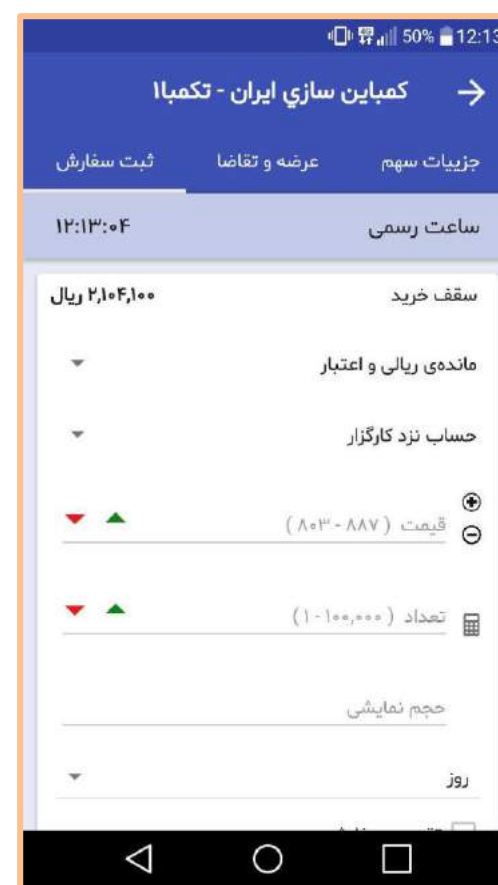 50% 12:13
کمباین سازي ایران - تکمبا۱
جزییات سهم عرضه و تقاضا ثبت سفارش
ساعت رسمی ۱۲:۱۳:۰۴
سقف خرید ۲,۱۰۴,۱۰۰ ریال
مانده‌ی ریالی و اعتبار
حساب نزد کارگزار
قیمت ( ۸۸۷ - ۸۰۳ )
تعداد ( ۱۰۰,۰۰۰ - ۱ )
حجم نمایشی
روز